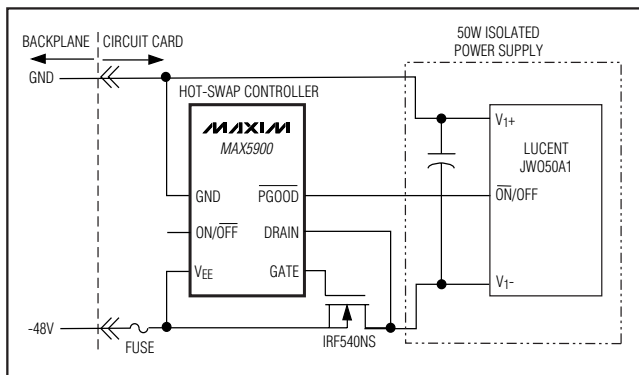 BACKPLANE CIRCUIT CARD
GND
HOT-SWAP CONTROLLER
MAXIM
MAX5900
GND
PGOOD
ON/OFF
DRAIN
VEE
GATE
-48V
FUSE
IRF540NS
50W ISOLATED
POWER SUPPLY
V1+
LUCENT
JWO50A1
ON/OFF
V1-